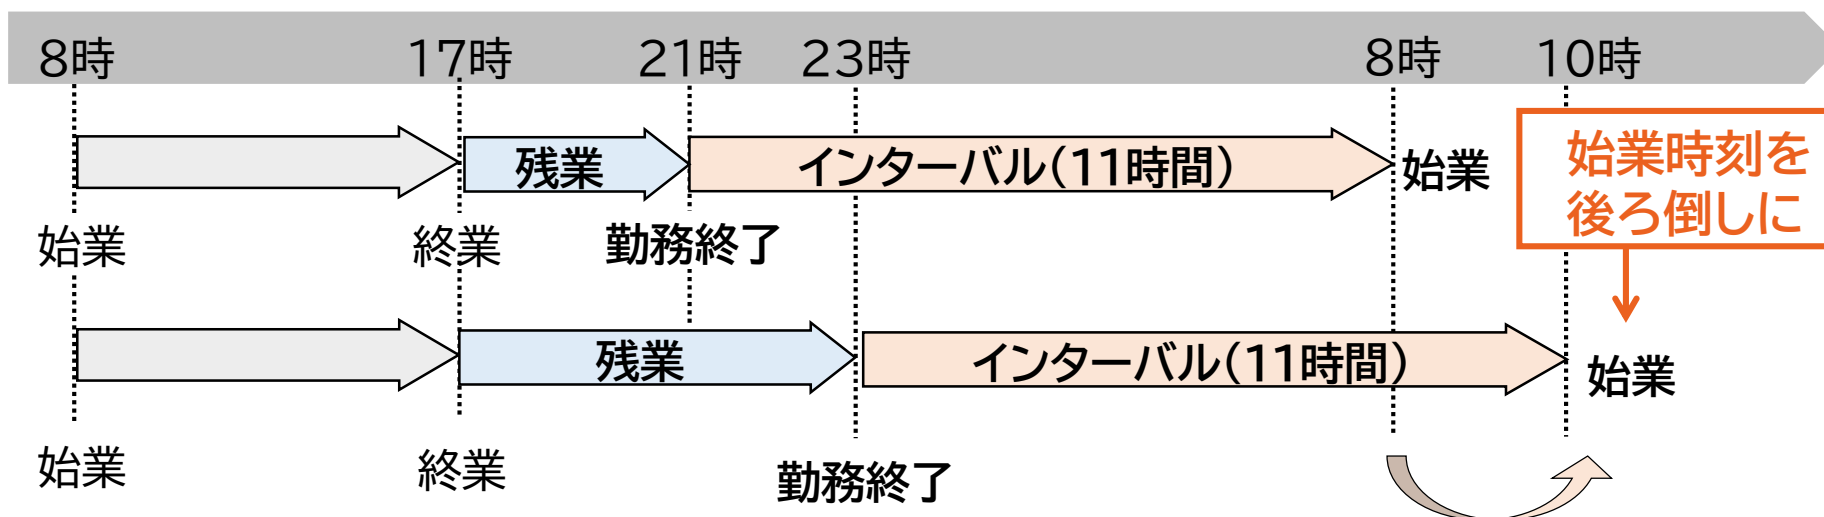 8時 17時 21時 23時 8時 10時
残業 インターバル(11時間) 始業
始業時刻を
後ろ倒しに
始業 終業 勤務終了
残業 インターバル(11時間) 始業
始業 終業 勤務終了